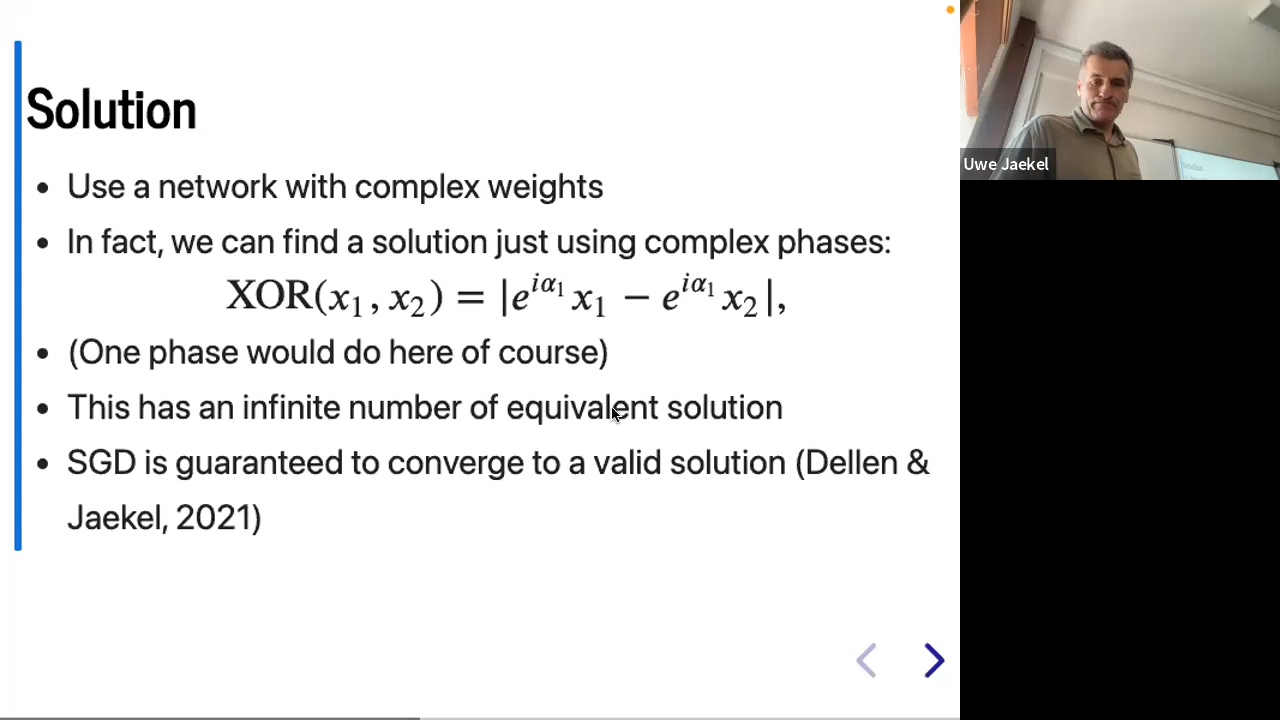 Solution
• Use a network with complex weights
• In fact, we can find a solution just using complex phases:
XOR(x₁, x₂) = |e^{iα₁}x₁ − e^{iα₁}x₂|,
• (One phase would do here of course)
• This has an infinite number of equivalent solution
• SGD is guaranteed to converge to a valid solution (Dellen &
Jaekel, 2021)
Uwe Jaekel